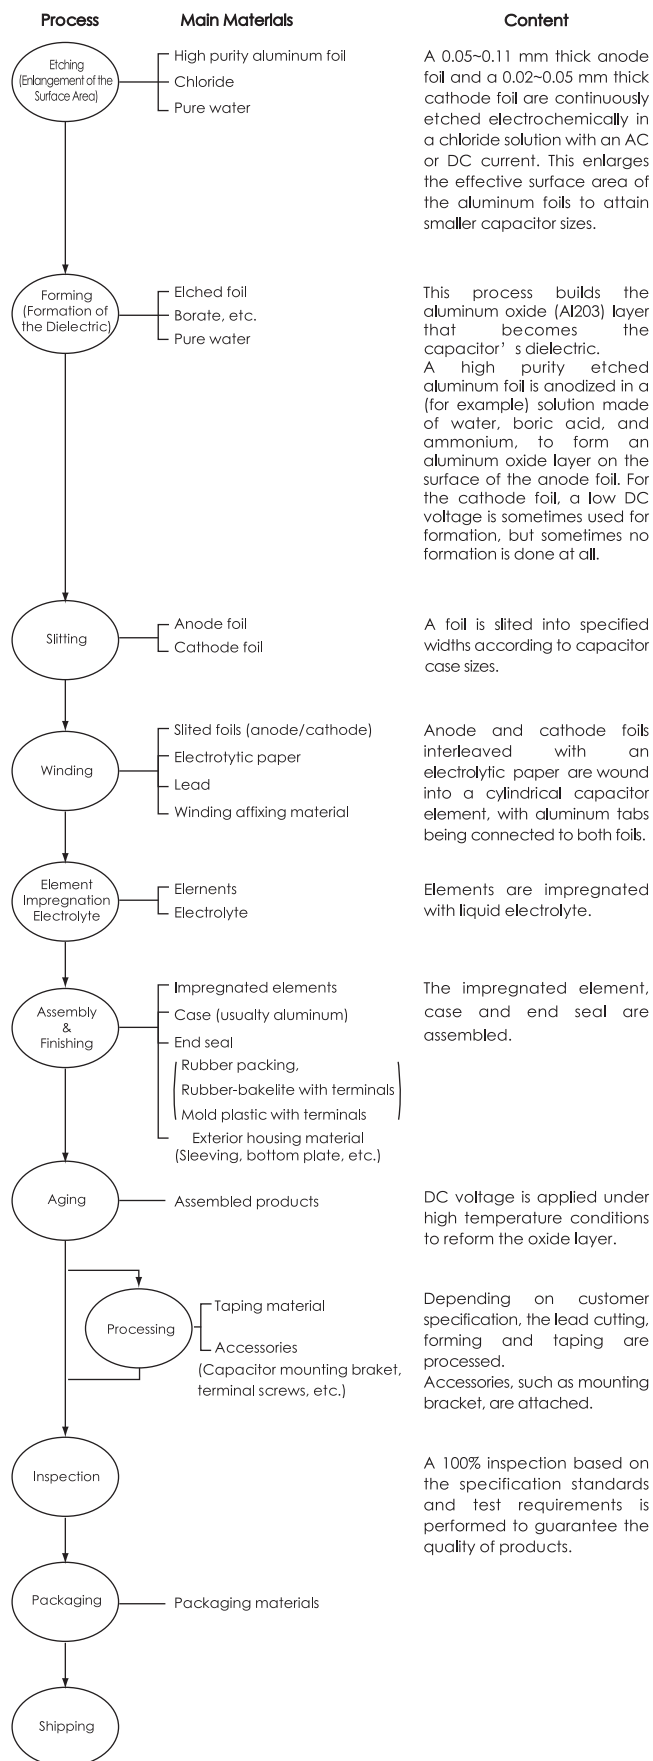 Process Main Materials Content
Etching
(Enlangement of the
Surface Area)
High purity aluminum foil
Chloride
Pure water
A 0.05~0.11 mm thick anode
foil and a 0.02~0.05 mm thick
cathode foil are continuously
etched electrochemically in
a chloride solution with an AC
or DC current. This enlarges
the effective surface area of
the aluminum foils to attain
smaller capacitor sizes.
Forming
(Formation of
the Dielectric)
Elched foil
Borate, etc.
Pure water
This process builds the
aluminum oxide (Al203) layer
that becomes the
capacitor’ s dielectric.
A high purity etched
aluminum foil is anodized in a
(for example) solution made
of water, boric acid, and
ammonium, to form an
aluminum oxide layer on the
surface of the anode foil. For
the cathode foil, a low DC
voltage is sometimes used for
formation, but sometimes no
formation is done at all.
Slitting
Anode foil
Cathode foil
A foil is slited into specified
widths according to capacitor
case sizes.
Winding
Slited foils (anode/cathode)
Electrotytic paper
Lead
Winding affixing material
Anode and cathode foils
interleaved with an
electrolytic paper are wound
into a cylindrical capacitor
element, with aluminum tabs
being connected to both foils.
Element
Impregnation
Electrolyte
Elernents
Electrolyte
Elements are impregnated
with liquid electrolyte.
Assembly
&
Finishing
Impregnated elements
Case (usualty aluminum)
End seal
Rubber packing,
Rubber-bakelite with terminals
Mold plastic with terminals
Exterior housing material
(Sleeving, bottom plate, etc.)
The impregnated element,
case and end seal are
assembled.
Aging
Assembled products
DC voltage is applied under
high temperature conditions
to reform the oxide layer.
Processing
Taping material
Accessories
(Capacitor mounting braket,
terminal screws, etc.)
Depending on customer
specification, the lead cutting,
forming and taping are
processed.
Accessories, such as mounting
bracket, are attached.
Inspection
A 100% inspection based on
the specification standards
and test requirements is
performed to guarantee the
quality of products.
Packaging
Packaging materials
Shipping